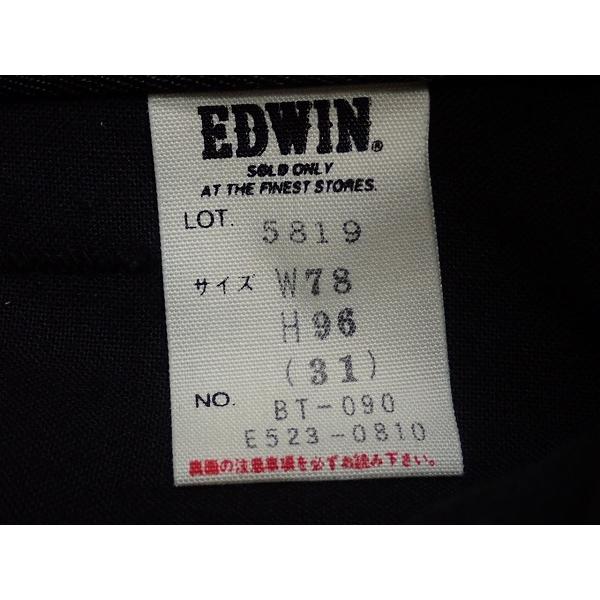 EDWIN®
SOLD ONLY
AT THE FINEST STORES.
LOT. 5819
サイズ W78
H96
(31)
NO. BT-090
E523-0810
裏面の注意事項を必ずお読み下さい。